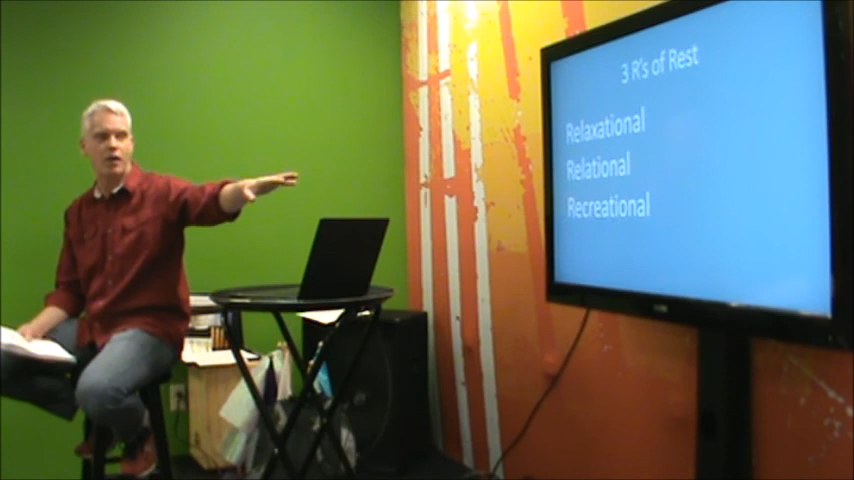 3 R's of Rest
Relaxational
Relational
Recreational